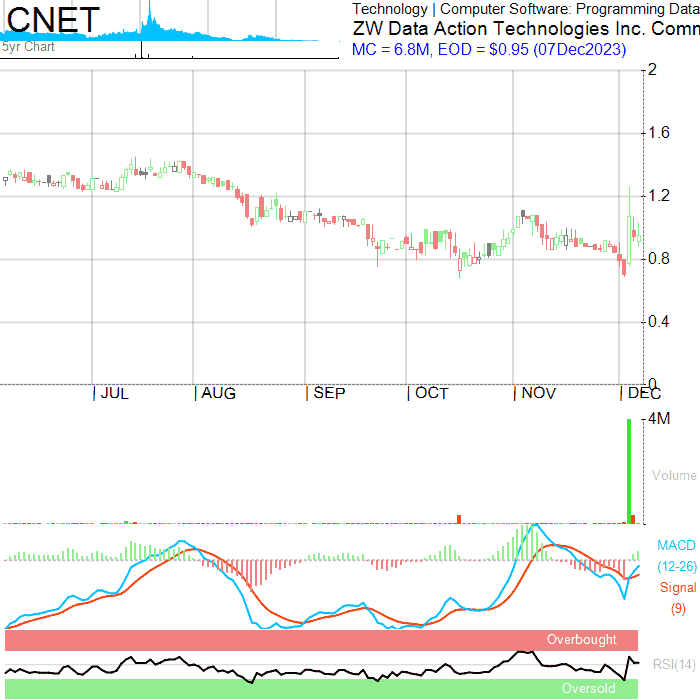 CNET
5yr Chart
Technology | Computer Software: Programming Data
ZW Data Action Technologies Inc. Comm
MC = 6.8M, EOD = $0.95 (07Dec2023)
2
1.6
1.2
0.8
0.4
0
JUL AUG SEP OCT NOV DEC
4M
Volume
MACD
(12-26)
Signal
(9)
Overbought
RSI(14)
Oversold